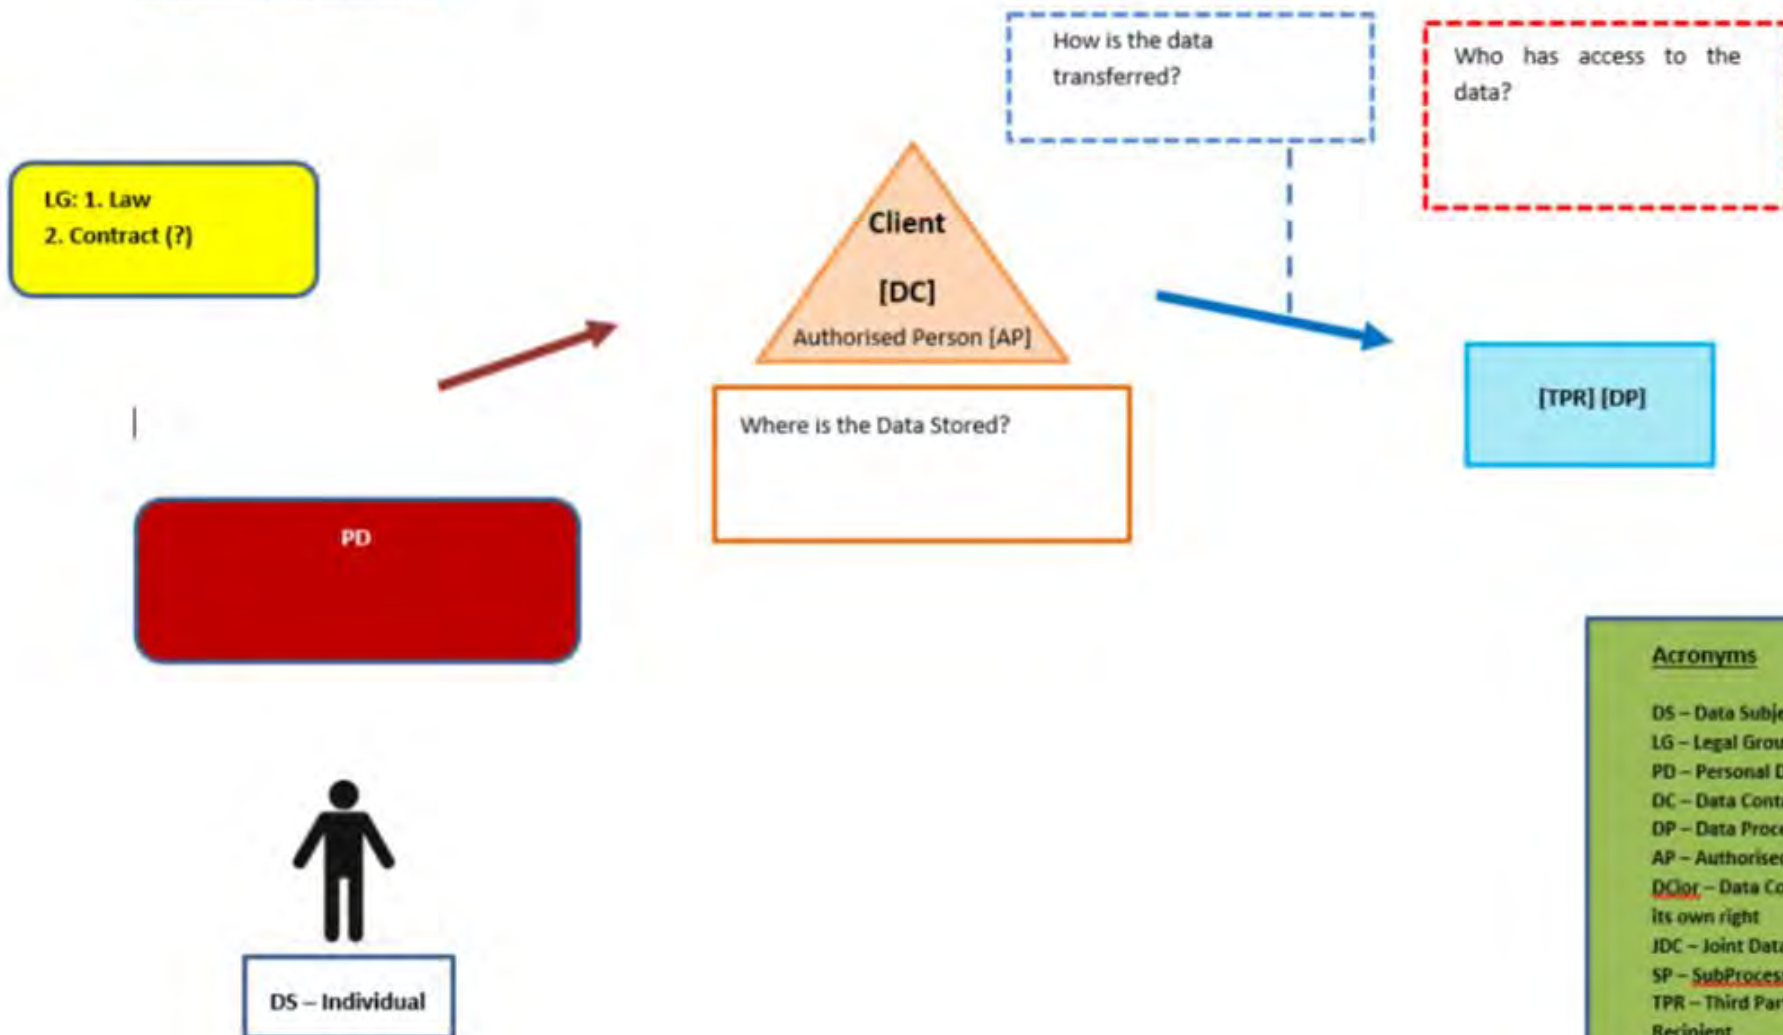 How is the data
transferred?
Who has access to the
data?
LG: 1. Law
2. Contract (?)
Client
[DC]
Authorised Person [AP]
Where is the Data Stored?
[TPR] [DP]
PD
DS – Individual
Acronyms
DS – Data Subje
LG – Legal Grou
PD – Personal D
DC – Data Cont
DP – Data Proce
AP – Authorised
DCior – Data Co
its own right
JDC – Joint Data
SP – SubProcess
TPR – Third Par
Recipient